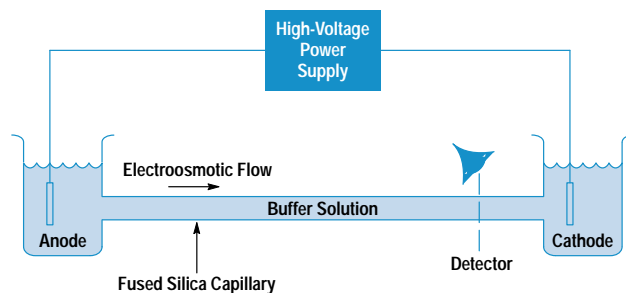 High-Voltage
Power
Supply
Electroosmotic Flow
Buffer Solution
Anode
Cathode
Detector
Fused Silica Capillary